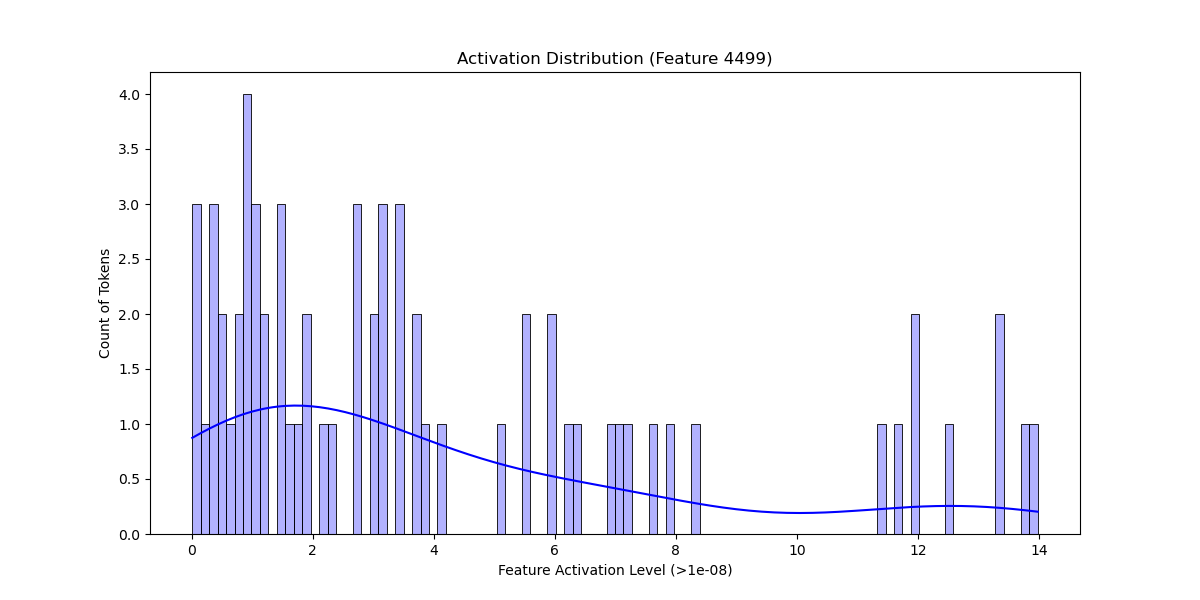 Activation Distribution (Feature 4499)
4.0
3.5
3.0
2.5
2.0
1.5
1.0
0.5
0.0
Count of Tokens
0 2 4 6 8 10 12 14
Feature Activation Level (>1e-08)